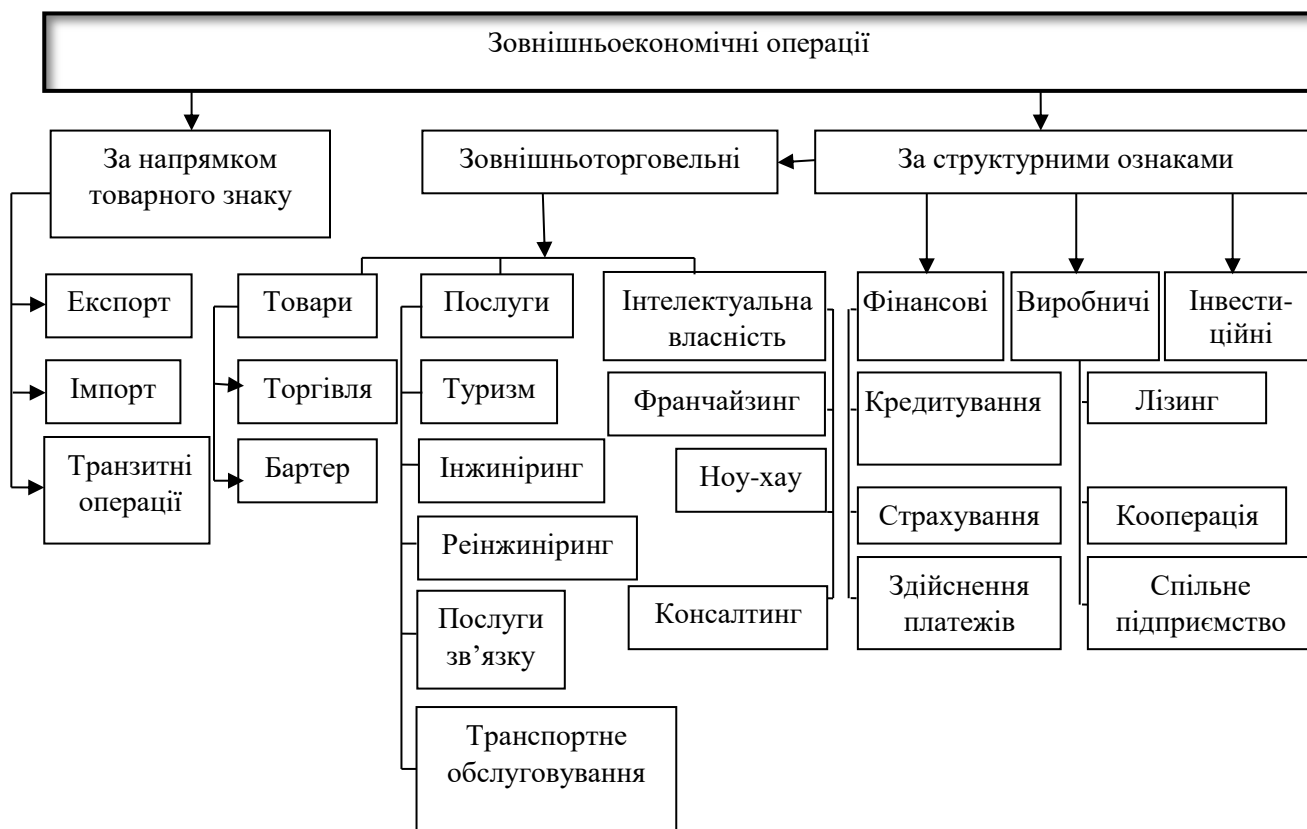 Зовнішньоекономічні операції
За напрямком
товарного знаку
Зовнішньоторговельні
За структурними ознаками
Експорт
Імпорт
Транзитні
операції
Товари
Торгівля
Бартер
Послуги
Туризм
Інжиніринг
Реінжиніринг
Послуги
зв’язку
Транспортне
обслуговування
Інтелектуальна
власність
Франчайзинг
Ноу-хау
Консалтинг
Фінансові
Кредитування
Страхування
Здійснення
платежів
Виробничі
Лізинг
Кооперація
Спільне
підприємство
Інвести-
ційні